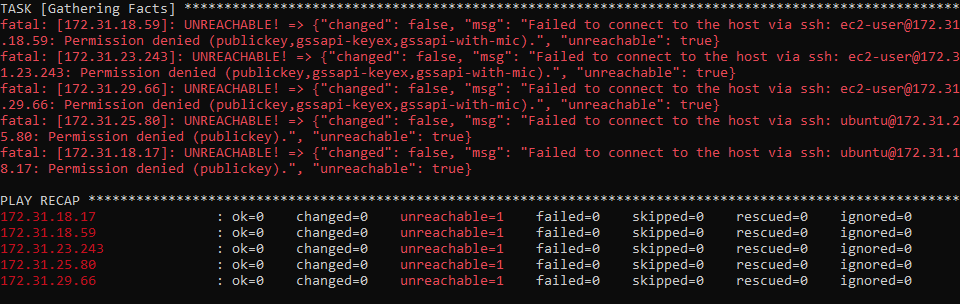 TASK [Gathering Facts] *************************************************************************************************
fatal: [172.31.18.59]: UNREACHABLE! => {"changed": false, "msg": "Failed to connect to the host via ssh: ec2-user@172.31
.18.59: Permission denied (publickey,gssapi-keyex,gssapi-with-mic).", "unreachable": true}
fatal: [172.31.23.243]: UNREACHABLE! => {"changed": false, "msg": "Failed to connect to the host via ssh: ec2-user@172.3
1.23.243: Permission denied (publickey,gssapi-keyex,gssapi-with-mic).", "unreachable": true}
fatal: [172.31.29.66]: UNREACHABLE! => {"changed": false, "msg": "Failed to connect to the host via ssh: ec2-user@172.31
.29.66: Permission denied (publickey,gssapi-keyex,gssapi-with-mic).", "unreachable": true}
fatal: [172.31.25.80]: UNREACHABLE! => {"changed": false, "msg": "Failed to connect to the host via ssh: ubuntu@172.31.2
5.80: Permission denied (publickey).", "unreachable": true}
fatal: [172.31.18.17]: UNREACHABLE! => {"changed": false, "msg": "Failed to connect to the host via ssh: ubuntu@172.31.1
8.17: Permission denied (publickey).", "unreachable": true}
PLAY RECAP *************************************************************************************************************
172.31.18.17               : ok=0    changed=0    unreachable=1    failed=0    skipped=0    rescued=0    ignored=0
172.31.18.59               : ok=0    changed=0    unreachable=1    failed=0    skipped=0    rescued=0    ignored=0
172.31.23.243              : ok=0    changed=0    unreachable=1    failed=0    skipped=0    rescued=0    ignored=0
172.31.25.80               : ok=0    changed=0    unreachable=1    failed=0    skipped=0    rescued=0    ignored=0
172.31.29.66               : ok=0    changed=0    unreachable=1    failed=0    skipped=0    rescued=0    ignored=0